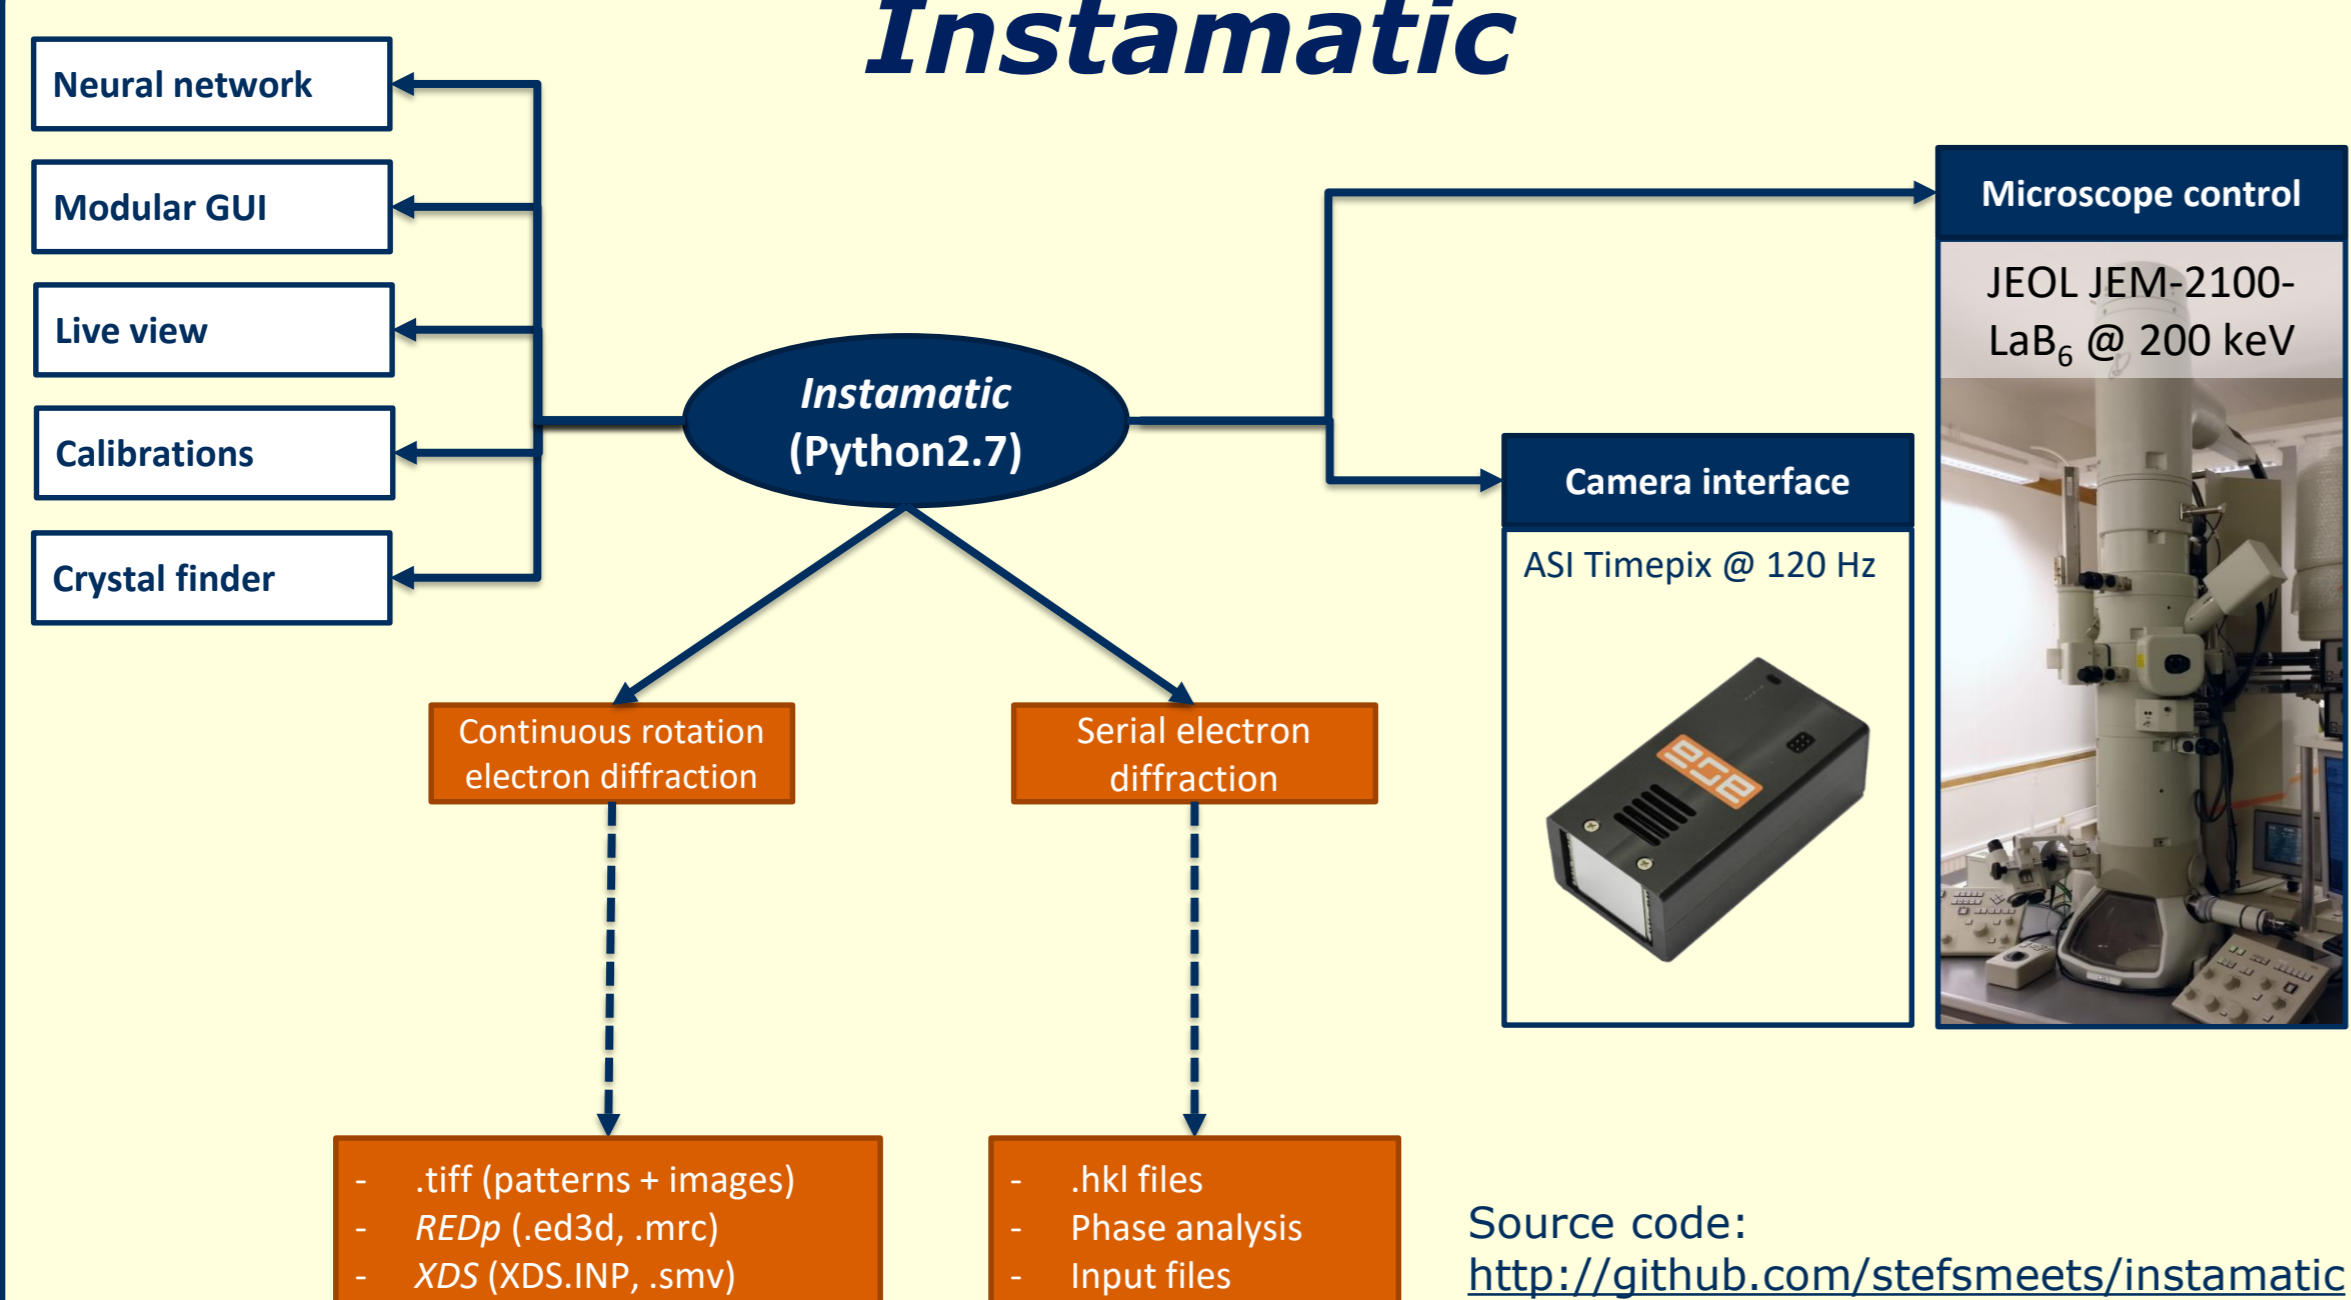 Instamatic
Neural network
Modular GUI
Live view
Calibrations
Crystal finder
Instamatic
(Python2.7)
Microscope control
JEOL JEM-2100-
LaB₆ @ 200 keV
Camera interface
ASI Timepix @ 120 Hz
Continuous rotation
electron diffraction
Serial electron
diffraction
- .tiff (patterns + images)
- REDp (.ed3d, .mrc)
- XDS (XDS.INP, .smv)
- .hkl files
- Phase analysis
- Input files
Source code:
http://github.com/stefsmeets/instamatic